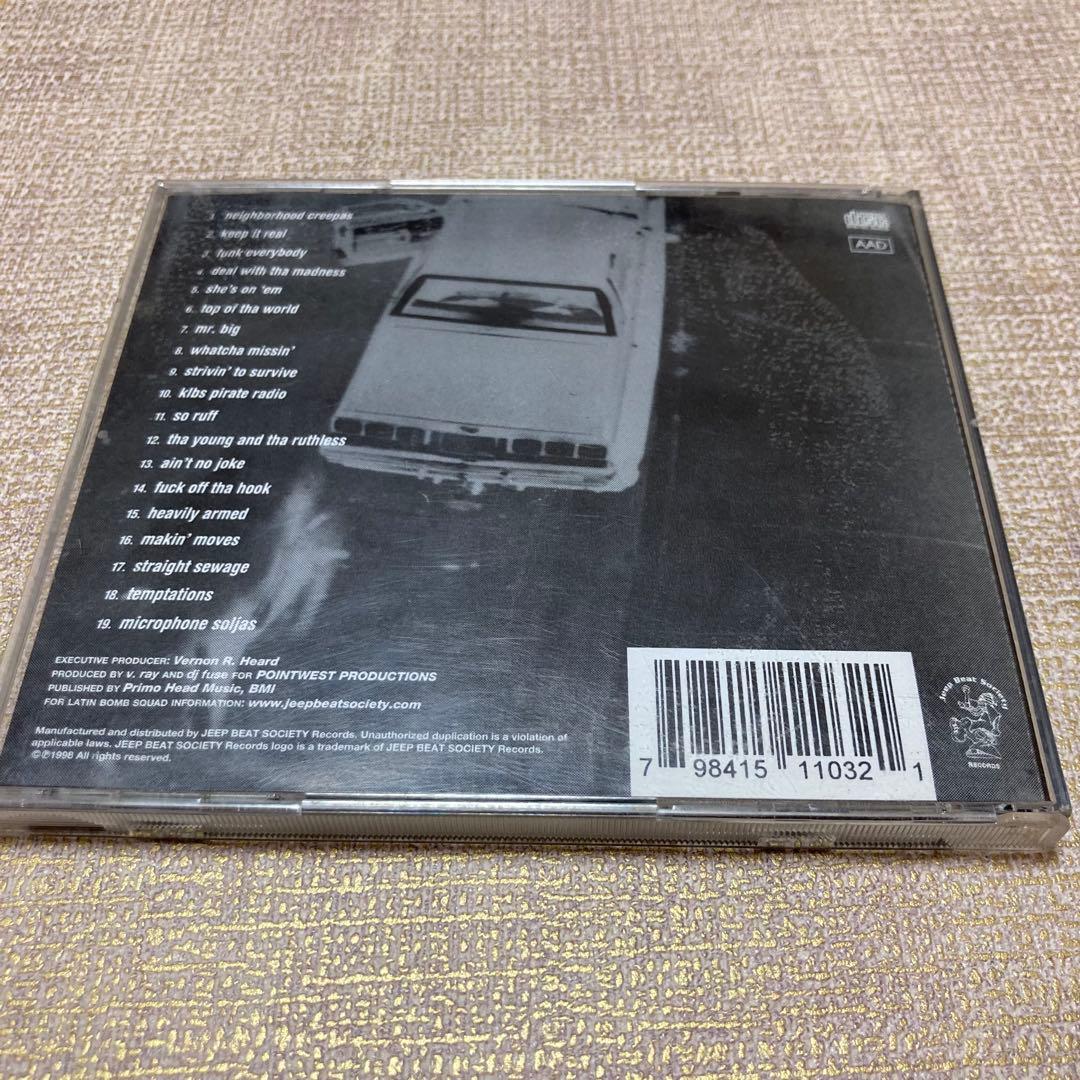 1. neighborhood creepas
2. keep it real
3. funk everybody
4. deal with tha madness
5. she's on 'em
6. top of tha world
7. mr. big
8. whatcha missin'
9. strivin' to survive
10. klbs pirate radio
11. so ruff
12. tha young and tha ruthless
13. ain't no joke
14. fuck off tha hook
15. heavily armed
16. makin' moves
17. straight sewage
18. temptations
19. microphone soljas
EXECUTIVE PRODUCER: Vernon R. Heard
PRODUCED BY v. ray AND dj fuse FOR POINTWEST PRODUCTIONS
PUBLISHED BY Primo Head Music, BMI
FOR LATIN BOMB SQUAD INFORMATION: www.jeepbeatsociety.com
Manufactured and distributed by JEEP BEAT SOCIETY Records. Unauthorized duplication is a violation of
applicable laws. JEEP BEAT SOCIETY Records logo is a trademark of JEEP BEAT SOCIETY Records.
©℗1998 All rights reserved.
disc
AAD
7 98415 11032 1
Jeep Beat Society
RECORDS